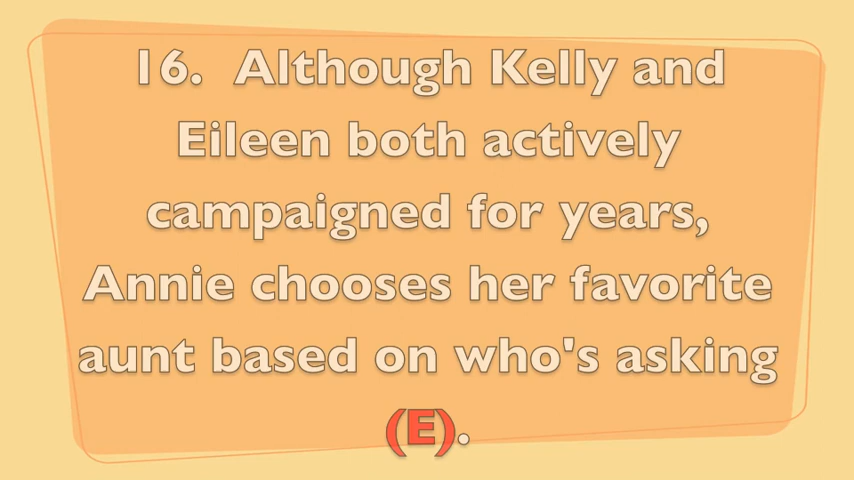 16. Although Kelly and
Eileen both actively
campaigned for years,
Annie chooses her favorite
aunt based on who's asking
(E).